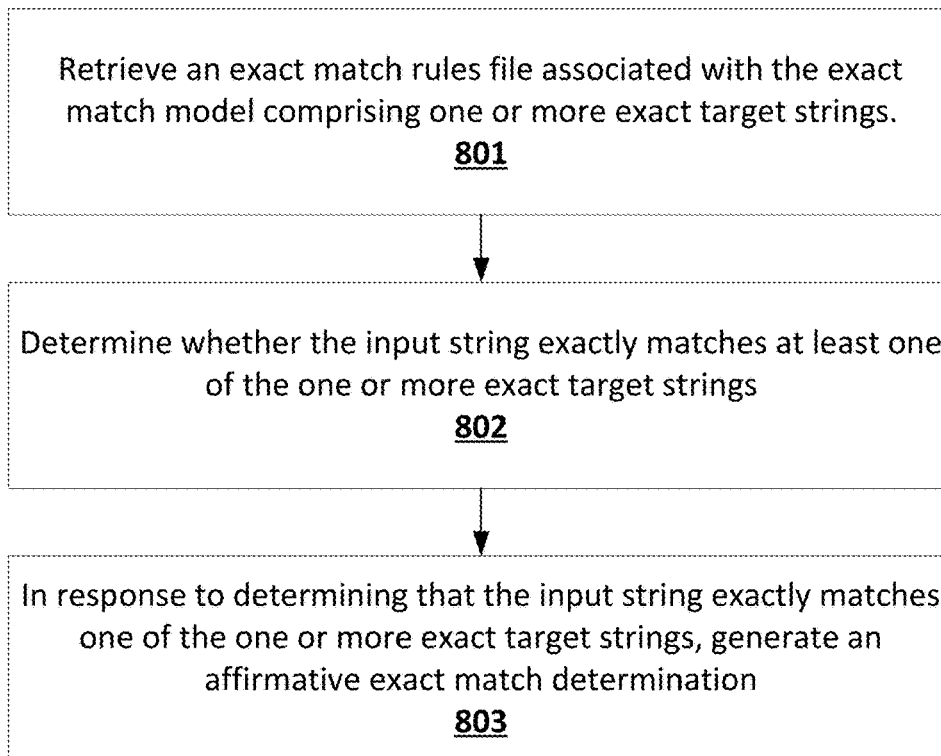 Retrieve an exact match rules file associated with the exact
match model comprising one or more exact target strings.
801
Determine whether the input string exactly matches at least one
of the one or more exact target strings
802
In response to determining that the input string exactly matches
one of the one or more exact target strings, generate an
affirmative exact match determination
803